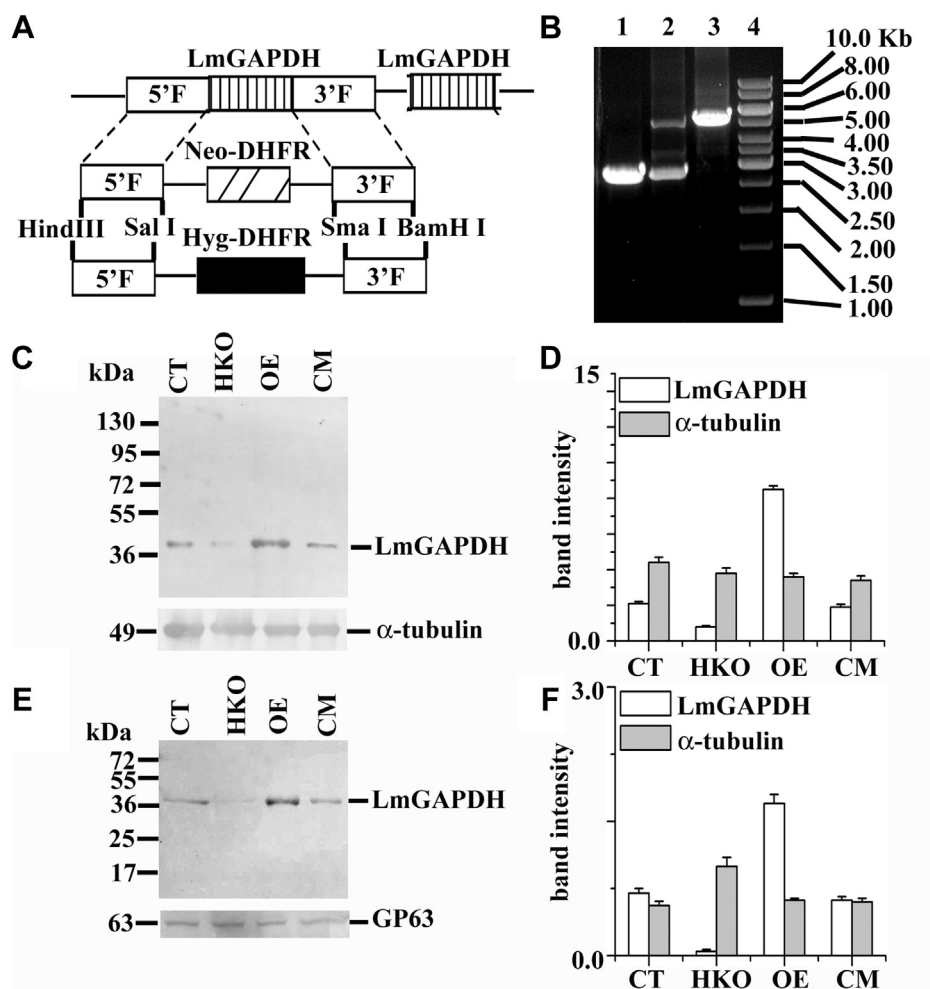 A
LmGAPDH LmGAPDH
5'F 3'F
Neo-DHFR
5'F 3'F
HindIII Sal I Sma I BamH I
Hyg-DHFR
5'F 3'F
B
1 2 3 4
10.0 Kb
8.00
6.00
5.00
4.00
3.50
3.00
2.50
2.00
1.50
1.00
C
kDa CT HKO OE CM
130
95
72
55
36
LmGAPDH
49 α-tubulin
D
15
LmGAPDH
α-tubulin
band intensity
0.0
CT HKO OE CM
E
kDa CT HKO OE CM
72
55
36 LmGAPDH
25
17
63 GP63
F
3.0
LmGAPDH
α-tubulin
band intensity
0.0
CT HKO OE CM